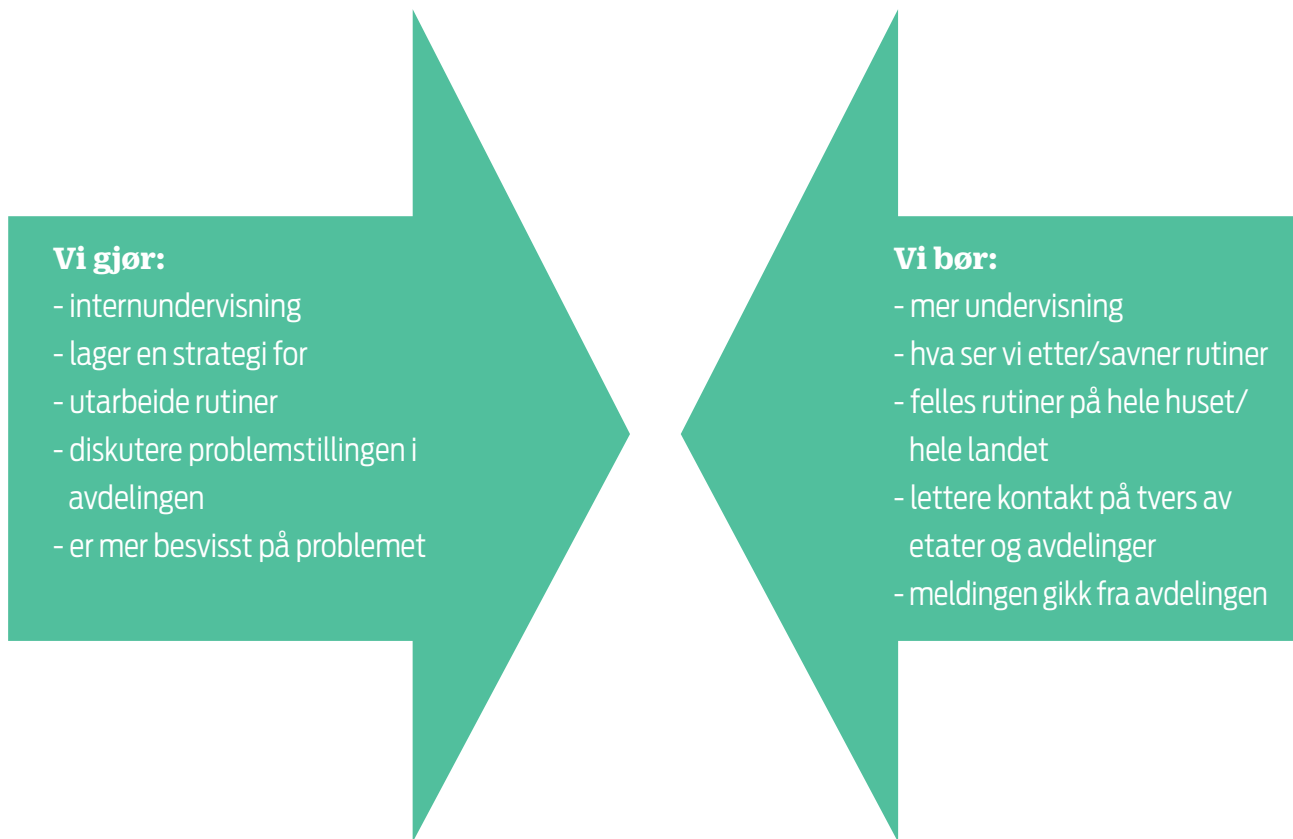 Vi gjør:
- internundervisning
- lager en strategi for
- utarbeide rutiner
- diskutere problemstillingen i
avdelingen
- er mer besvisst på problemet
Vi bør:
- mer undervisning
- hva ser vi etter/savner rutiner
- felles rutiner på hele huset/
hele landet
- lettere kontakt på tvers av
etater og avdelinger
- meldingen gikk fra avdelingen